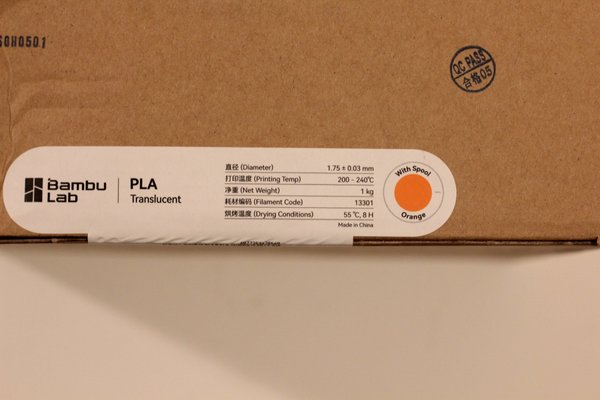 S0H0501
QC PASS
合格05
Bambu
Lab
PLA
Translucent
直径 (Diameter) 1.75 ± 0.03 mm
打印温度 (Printing Temp) 200 - 240℃
净重 (Net Weight) 1 kg
耗材编码 (Filament Code) 13301
烘烤温度 (Drying Conditions) 55 ℃, 8 H
Made in China
With Spool
Orange